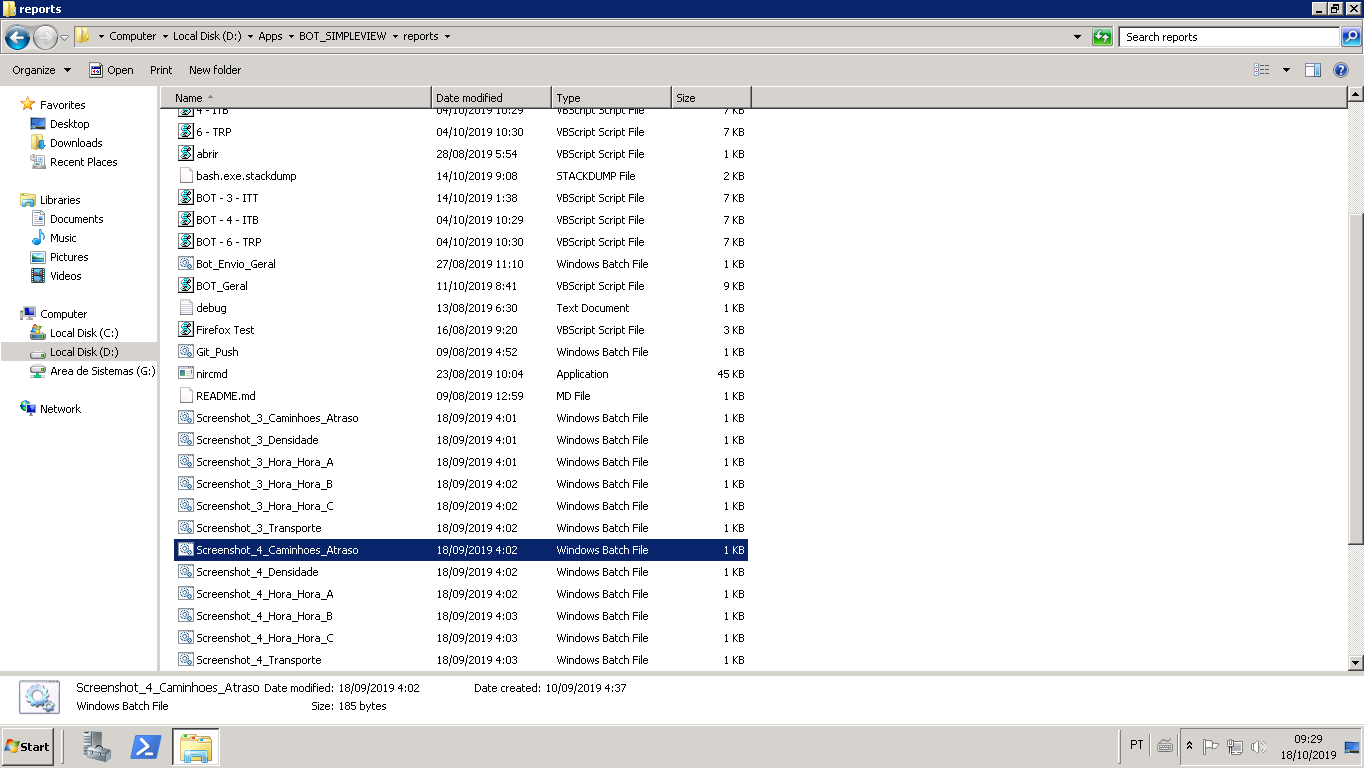 reports
Computer Local Disk (D:) Apps BOT_SIMPLEVIEW reports
Search reports
Organize Open Print New folder
Name Date modified Type Size
Favorites
Desktop
Downloads
Recent Places
Libraries
Documents
Music
Pictures
Videos
Computer
Local Disk (C:)
Local Disk (D:)
Area de Sistemas (G:)
Network
4 - ITB 04/10/2019 10:29 VBScript Script File 7 KB
6 - TRP 04/10/2019 10:30 VBScript Script File 7 KB
abrir 28/08/2019 5:54 VBScript Script File 1 KB
bash.exe.stackdump 14/10/2019 9:08 STACKDUMP File 2 KB
BOT - 3 - ITT 14/10/2019 1:38 VBScript Script File 7 KB
BOT - 4 - ITB 04/10/2019 10:29 VBScript Script File 7 KB
BOT - 6 - TRP 04/10/2019 10:30 VBScript Script File 7 KB
Bot_Envio_Geral 27/08/2019 11:10 Windows Batch File 1 KB
BOT_Geral 11/10/2019 8:41 VBScript Script File 9 KB
debug 13/08/2019 6:30 Text Document 1 KB
Firefox Test 16/08/2019 9:20 VBScript Script File 3 KB
Git_Push 09/08/2019 4:52 Windows Batch File 1 KB
nircmd 23/08/2019 10:04 Application 45 KB
README.md 09/08/2019 12:59 MD File 1 KB
Screenshot_3_Caminhoes_Atraso 18/09/2019 4:01 Windows Batch File 1 KB
Screenshot_3_Densidade 18/09/2019 4:01 Windows Batch File 1 KB
Screenshot_3_Hora_Hora_A 18/09/2019 4:01 Windows Batch File 1 KB
Screenshot_3_Hora_Hora_B 18/09/2019 4:02 Windows Batch File 1 KB
Screenshot_3_Hora_Hora_C 18/09/2019 4:02 Windows Batch File 1 KB
Screenshot_3_Transporte 18/09/2019 4:02 Windows Batch File 1 KB
Screenshot_4_Caminhoes_Atraso 18/09/2019 4:02 Windows Batch File 1 KB
Screenshot_4_Densidade 18/09/2019 4:02 Windows Batch File 1 KB
Screenshot_4_Hora_Hora_A 18/09/2019 4:02 Windows Batch File 1 KB
Screenshot_4_Hora_Hora_B 18/09/2019 4:03 Windows Batch File 1 KB
Screenshot_4_Hora_Hora_C 18/09/2019 4:03 Windows Batch File 1 KB
Screenshot_4_Transporte 18/09/2019 4:03 Windows Batch File 1 KB
Screenshot_4_Caminhoes_Atraso Date modified: 18/09/2019 4:02 Date created: 10/09/2019 4:37
Windows Batch File Size: 185 bytes
Start PT 09:29
18/10/2019